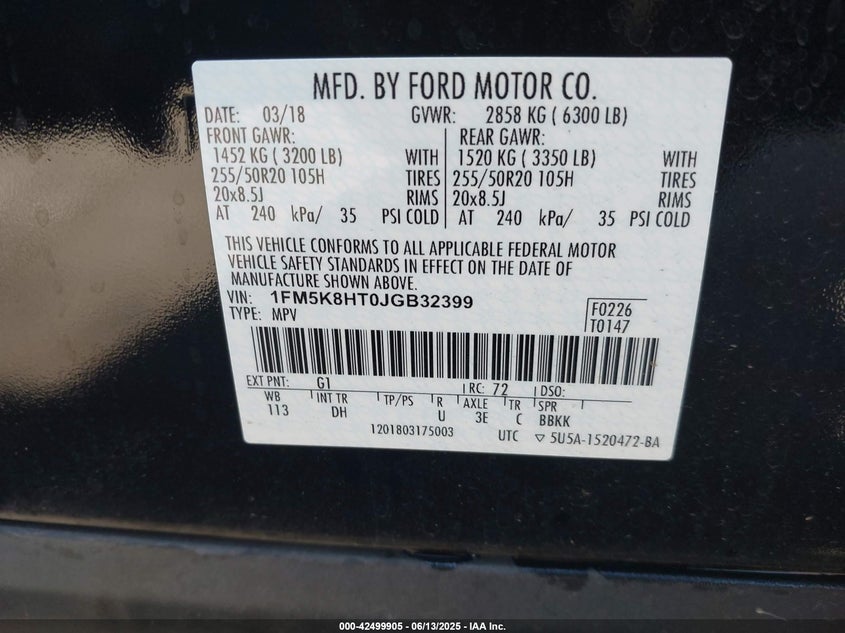 MFD. BY FORD MOTOR CO.
DATE: 03/18 GVWR: 2858 KG ( 6300 LB)
FRONT GAWR: REAR GAWR:
1452 KG ( 3200 LB) WITH 1520 KG ( 3350 LB) WITH
255/50R20 105H TIRES 255/50R20 105H TIRES
20x8.5J RIMS 20x8.5J RIMS
AT 240 kPa/ 35 PSI COLD AT 240 kPa/ 35 PSI COLD
THIS VEHICLE CONFORMS TO ALL APPLICABLE FEDERAL MOTOR
VEHICLE SAFETY STANDARDS IN EFFECT ON THE DATE OF
MANUFACTURE SHOWN ABOVE.
VIN: 1FM5K8HT0JGB32399 F0226
TYPE: MPV T0147
EXT PNT: G1 RC: 72 DSO:
WB INT TR TP/PS R AXLE TR SPR
113 DH U 3E C BBKK
1201803175003 UTC ▽ 5U5A-1520472-BA
000-42499905 - 06/13/2025 - IAA Inc.